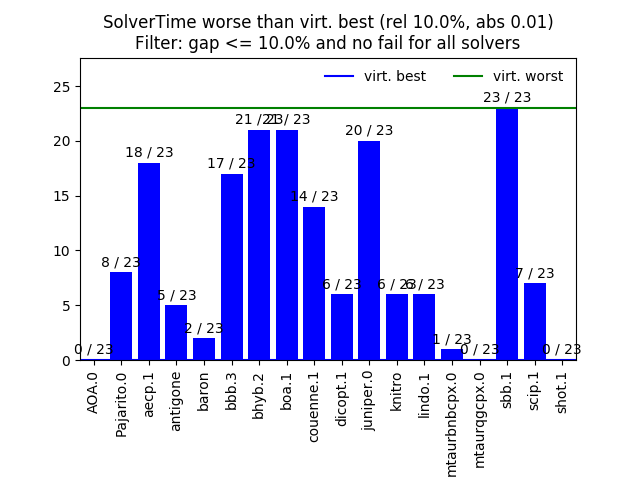 SolverTime worse than virt. best (rel 10.0%, abs 0.01)
Filter: gap <= 10.0% and no fail for all solvers
virt. best
virt. worst
25
20
15
10
5
0
0 / 23
8 / 23
18 / 23
5 / 23
2 / 23
17 / 23
21 / 23
21 / 23
14 / 23
6 / 23
20 / 23
6 / 23
6 / 23
1 / 23
0 / 23
23 / 23
7 / 23
0 / 23
AOA.0
Pajarito.0
aecp.1
antigone
baron
bbb.3
bhyb.2
boa.1
couenne.1
dicopt.1
juniper.0
knitro
lindo.1
mtaurbnbcpx.0
mtaurqgcpx.0
sbb.1
scip.1
shot.1